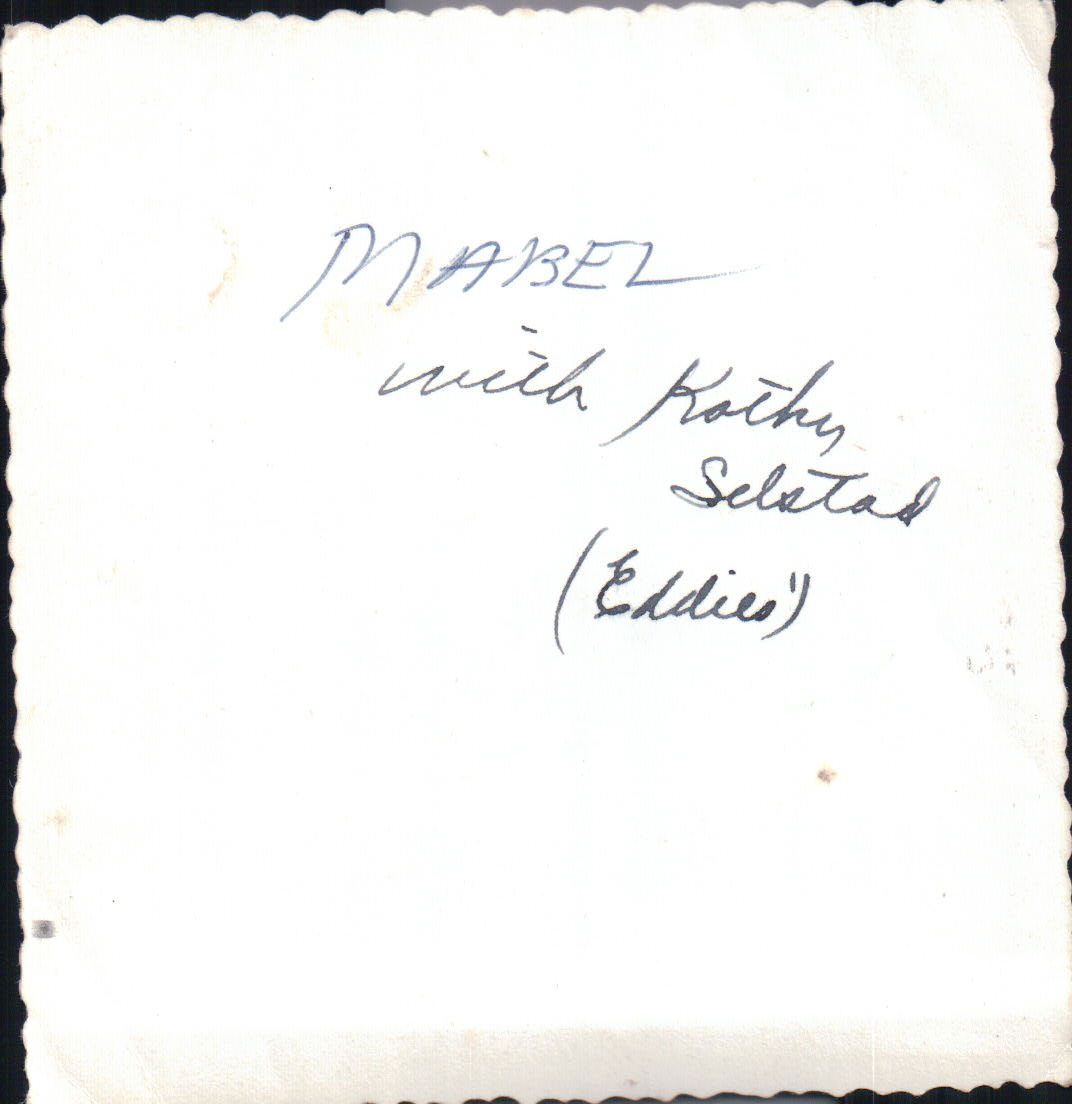 MABEL
with Kathy
Selstad
(Eddies")